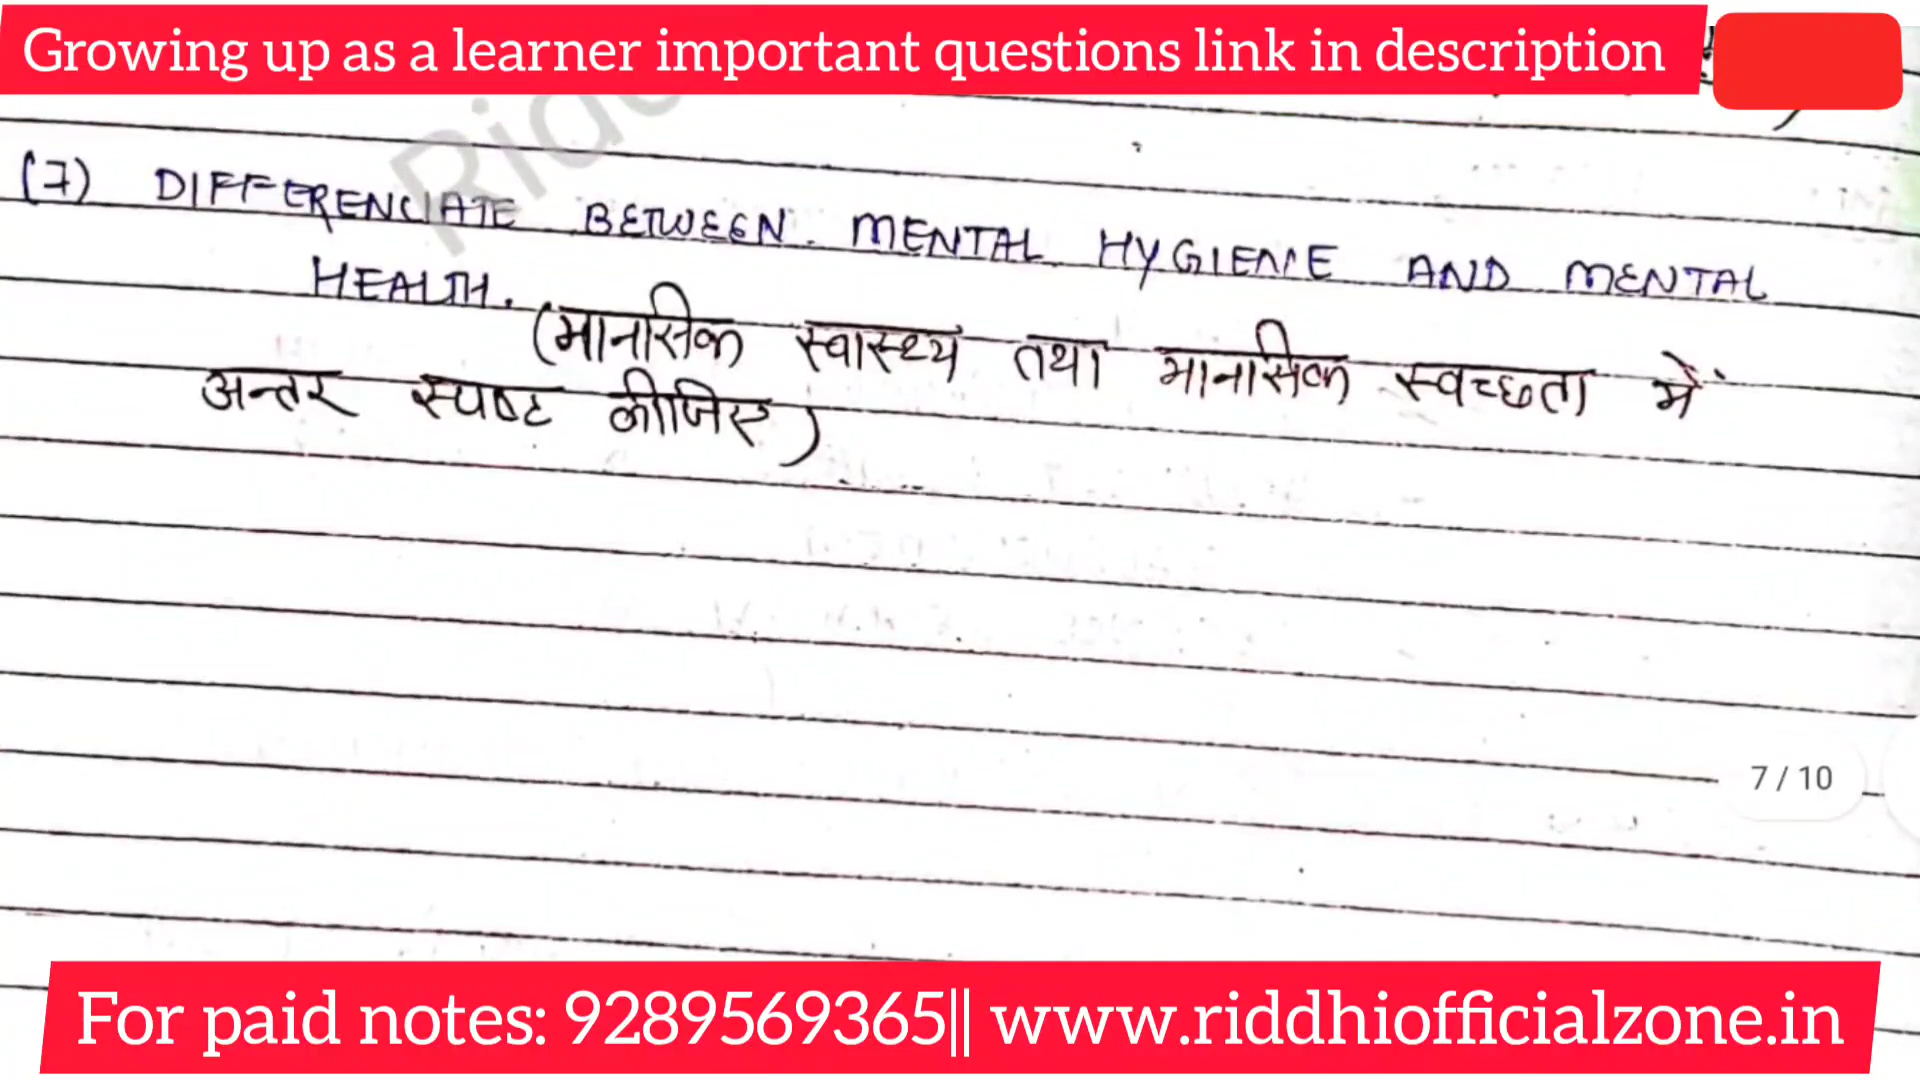 Growing up as a learner important questions link in description
(7) DIFFERENCIATE BETWEEN MENTAL HYGIENE AND MENTAL
HEALTH.
(मानसिक स्वास्थ्य तथा मानसिक स्वच्छता में
अन्तर स्पष्ट कीजिए)
7 / 10
For paid notes: 9289569365|| www.riddhiofficialzone.in